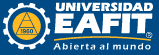 UNIVERSIDAD
EAFIT®
Abierta al mundo
A
1960